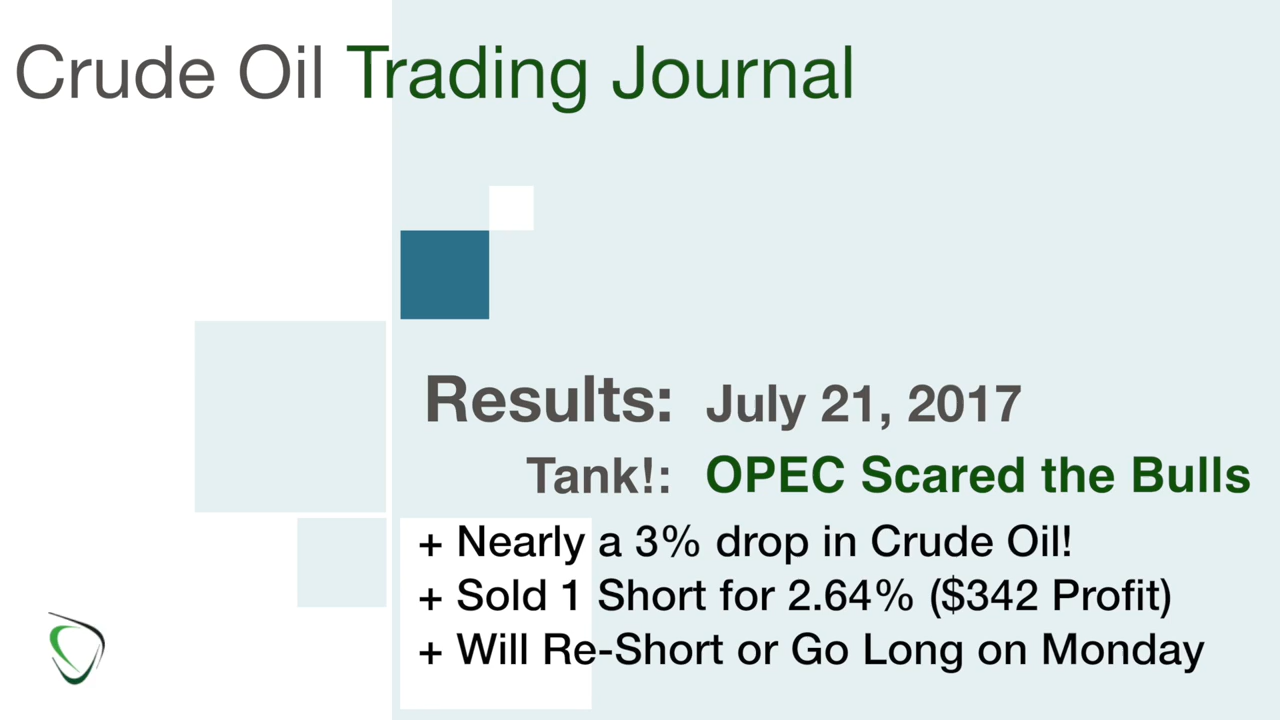 Crude Oil Trading Journal
Results: July 21, 2017
Tank!: OPEC Scared the Bulls
+ Nearly a 3% drop in Crude Oil!
+ Sold 1 Short for 2.64% ($342 Profit)
+ Will Re-Short or Go Long on Monday